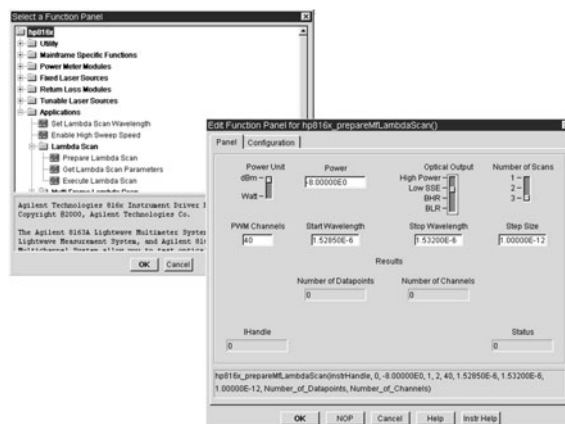 Select a Function Panel
hp816x
Utility
Mainframe Specific Functions
Power Meter Modules
Fixed Laser Sources
Return Loss Modules
Tunable Laser Sources
Applications
Set Lambda Scan Wavelength
Enable High Sweep Speed
Lambda Scan
Prepare Lambda Scan
Get Lambda Scan Parameters
Execute Lambda Scan
Agilent Technologies 816x Instrument Driver
Copyright @2000, Agilent Technologies Co.
The Agilent 8163A Lightwave Multimeter System
Lightwave Measurement System, and Agilent
OK Cancel
Edit Function Panel for hp816x_prepareMfLambdaScan()
Panel Configuration
Power Unit Power Optical Output Number of Scans
dBm -8.00000E0 High Power 1
Low SSE 2
Watt BHR 3
BLR
PWM Channels Start Wavelength Stop Wavelength Step Size
40 1.52850E-6 1.53200E-6 1.00000E-12
Results
Number of Datapoints Number of Channels
0 0
IHandle Status
0 0
hp816x_prepareMfLambdaScan(instrHandle, 0, -8.00000E0, 1, 2, 40, 1.52850E-6, 1.53200E-6,
1.00000E-12, Number_of_Datapoints, Number_of_Channels)
OK NOP Cancel Help Instr Help